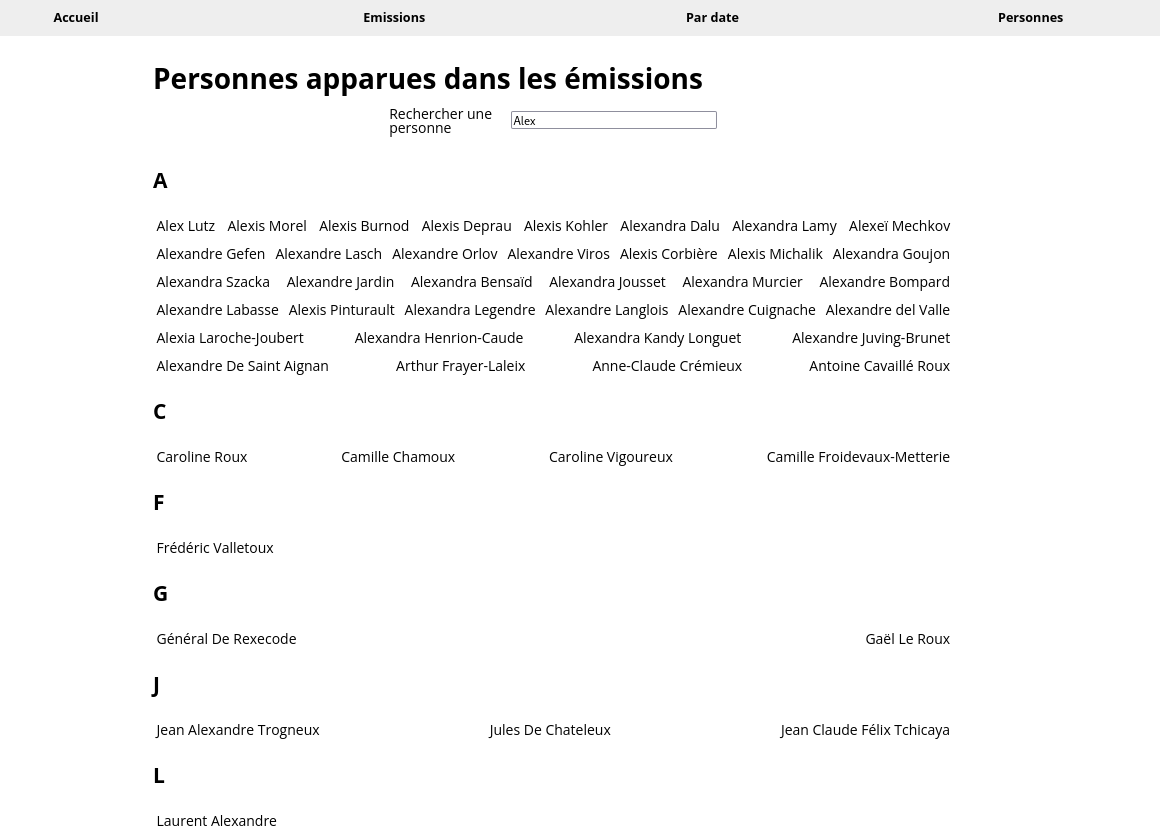 Accueil Emissions Par date Personnes
Personnes apparues dans les émissions
Rechercher une
personne
Alex
A
Alex Lutz Alexis Morel Alexis Burnod Alexis Deprau Alexis Kohler Alexandra Dalu Alexandra Lamy Alexeï Mechkov
Alexandre Gefen Alexandre Lasch Alexandre Orlov Alexandre Viros Alexis Corbière Alexis Michalik Alexandra Goujon
Alexandra Szacka Alexandre Jardin Alexandra Bensaïd Alexandra Jousset Alexandra Murcier Alexandre Bompard
Alexandre Labasse Alexis Pinturault Alexandra Legendre Alexandre Langlois Alexandre Cuignache Alexandre del Valle
Alexia Laroche-Joubert Alexandra Henrion-Caude Alexandra Kandy Longuet Alexandre Juving-Brunet
Alexandre De Saint Aignan Arthur Frayer-Laleix Anne-Claude Crémieux Antoine Cavaillé Roux
C
Caroline Roux Camille Chamoux Caroline Vigoureux Camille Froidevaux-Metterie
F
Frédéric Valletoux
G
Général De Rexecode Gaël Le Roux
J
Jean Alexandre Trogneux Jules De Chateleux Jean Claude Félix Tchicaya
L
Laurent Alexandre